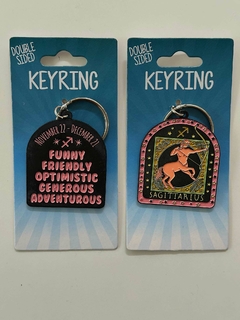 DOUBLE
SIDED
KEYRING
NOVEMBER 22 - DECEMBER 21
♐
FUNNY
FRIENDLY
OPTIMISTIC
GENEROUS
ADVENTUROUS
DOUBLE
SIDED
KEYRING
♐
SAGITTARIUS